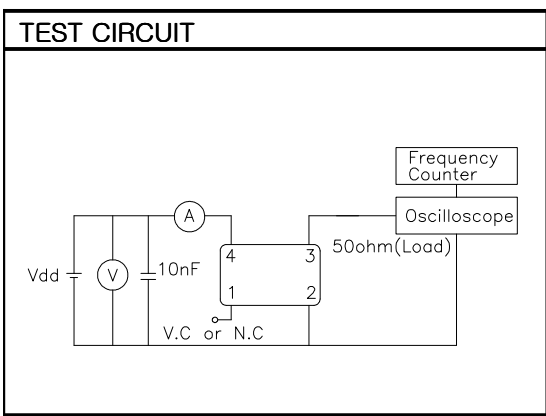 TEST CIRCUIT
Frequency
Counter
Oscilloscope
50ohm(Load)
A
Vdd
V
10nF
4
3
1
2
V.C or N.C